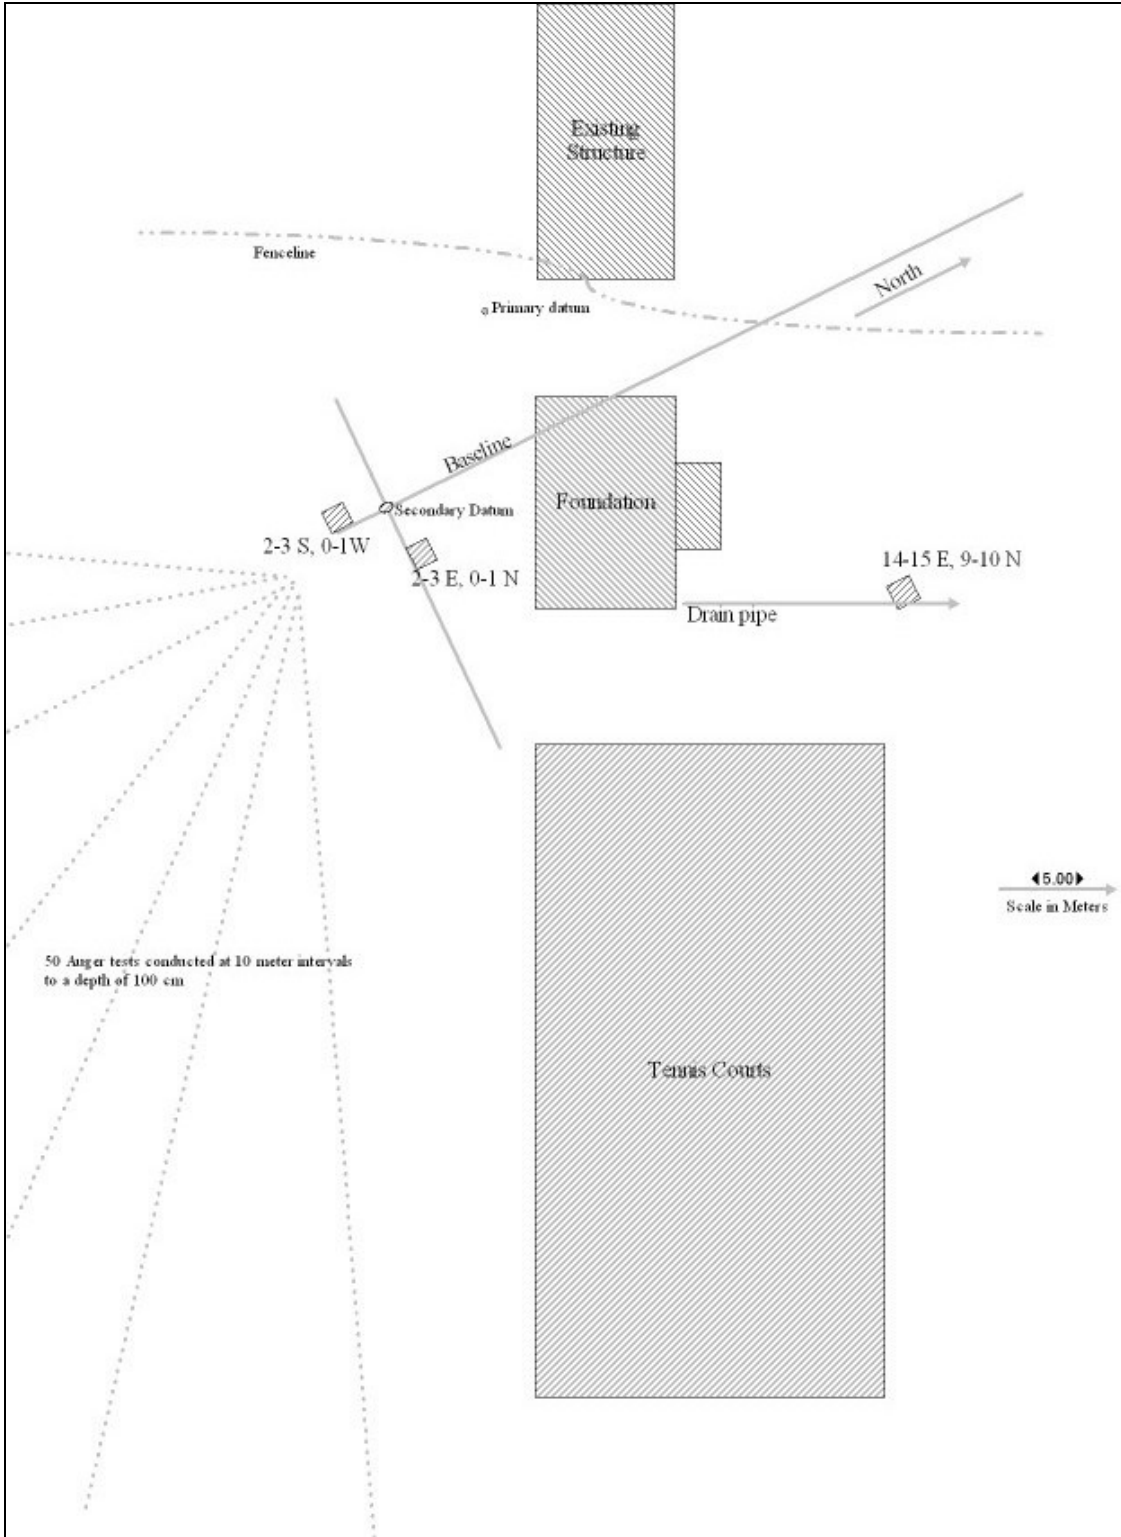 Existing
Structure
Fenceline
North
Primary datum
Baseline
Foundation
Secondary Datum
2-3 S, 0-1W
2-3 E, 0-1 N
14-15 E, 9-10 N
Drain pipe
5.00
Scale in Meters
50 Auger tests conducted at 10 meter intervals
to a depth of 100 cm
Tennis Courts